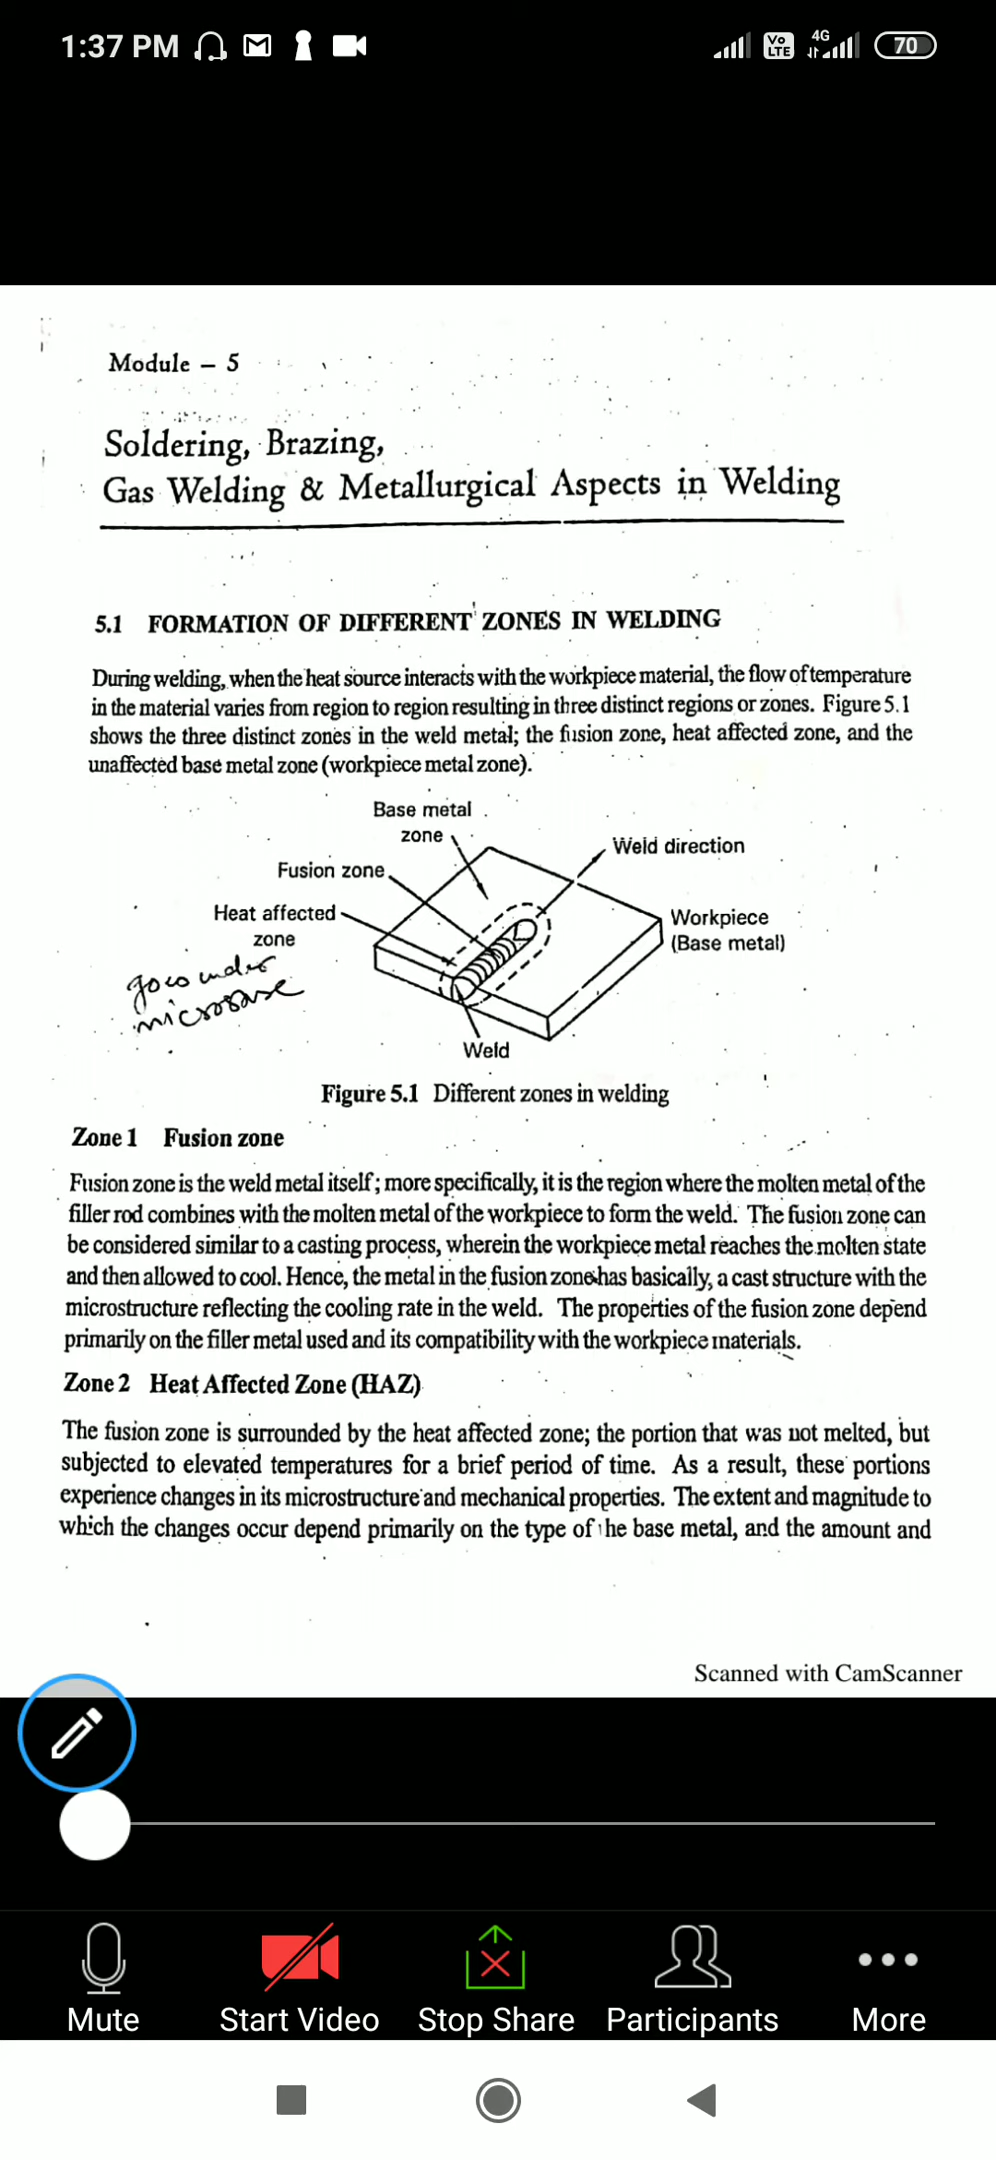 1:37 PM
Vo LTE
4G
70
Module – 5
Soldering, Brazing,
Gas Welding & Metallurgical Aspects in Welding
5.1 FORMATION OF DIFFERENT ZONES IN WELDING
During welding, when the heat source interacts with the workpiece material, the flow of temperature
in the material varies from region to region resulting in three distinct regions or zones. Figure 5.1
shows the three distinct zones in the weld metal; the fusion zone, heat affected zone, and the
unaffected base metal zone (workpiece metal zone).
Base metal
zone
Weld direction
Fusion zone
Heat affected
zone
Workpiece
(Base metal)
under
Weld
Figure 5.1 Different zones in welding
Zone 1 Fusion zone
Fusion zone is the weld metal itself; more specifically, it is the region where the molten metal of the
filler rod combines with the molten metal of the workpiece to form the weld. The fusion zone can
be considered similar to a casting process, wherein the workpiece metal reaches the molten state
and then allowed to cool. Hence, the metal in the fusion zone has basically, a cast structure with the
microstructure reflecting the cooling rate in the weld. The properties of the fusion zone depend
primarily on the filler metal used and its compatibility with the workpiece materials.
Zone 2 Heat Affected Zone (HAZ)
The fusion zone is surrounded by the heat affected zone; the portion that was not melted, but
subjected to elevated temperatures for a brief period of time. As a result, these portions
experience changes in its microstructure and mechanical properties. The extent and magnitude to
which the changes occur depend primarily on the type of the base metal, and the amount and
Scanned with CamScanner
Mute
Start Video
Stop Share
Participants
More